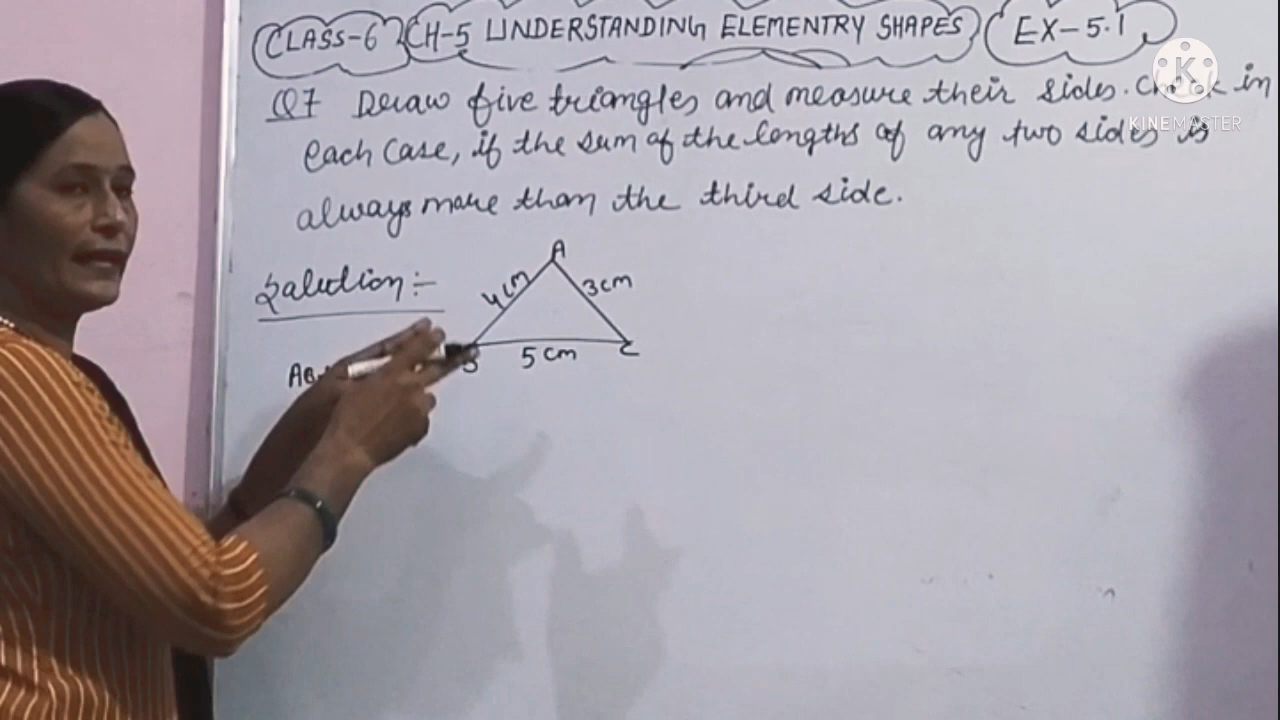 CLASS-6 CH-5 UNDERSTANDING ELEMENTRY SHAPES EX-5.1
Q7 Draw five triangles and measure their sides. Check in
each case, if the sum of the lengths of any two sides is
always more than the third side.
A
Solution :-
4cm 3cm
B C
5 cm
AB
KINEMASTER